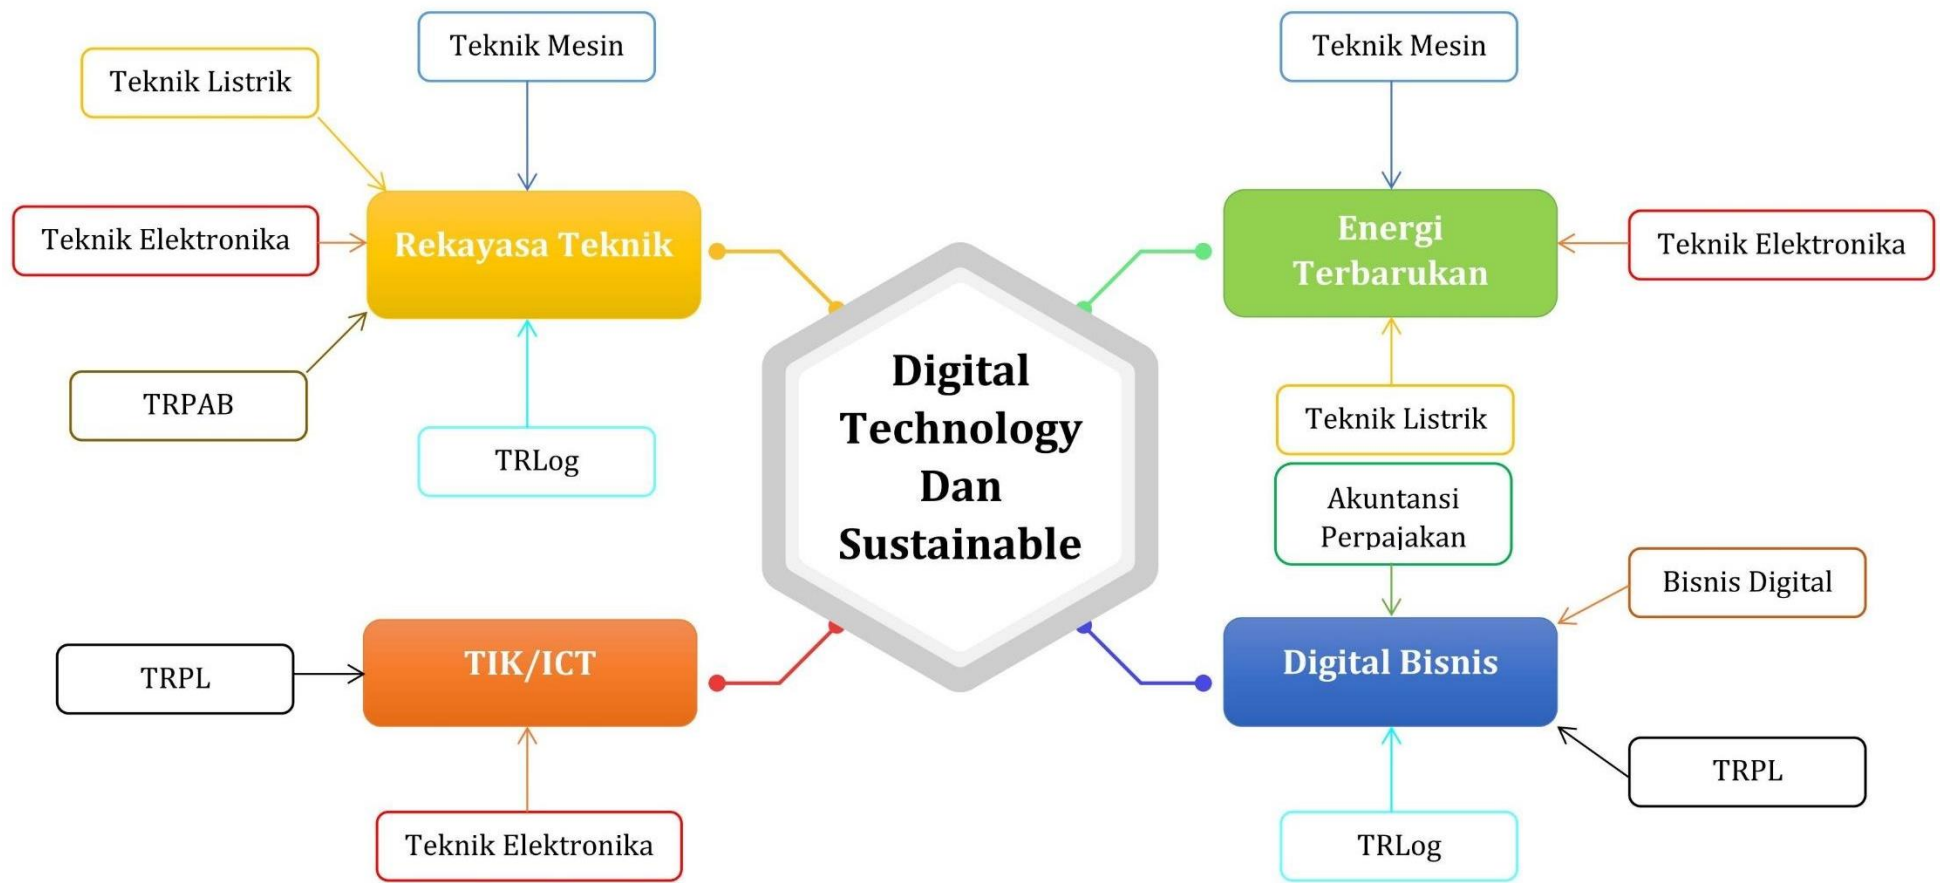 Teknik Mesin
Teknik Listrik
Teknik Elektronika
Rekayasa Teknik
TRPAB
TRLog
Teknik Mesin
Energi
Terbarukan
Teknik Elektronika
Teknik Listrik
Digital
Technology
Dan
Sustainable
TRPL
TIK/ICT
Teknik Elektronika
Akuntansi
Perpajakan
Bisnis Digital
Digital Bisnis
TRPL
TRLog